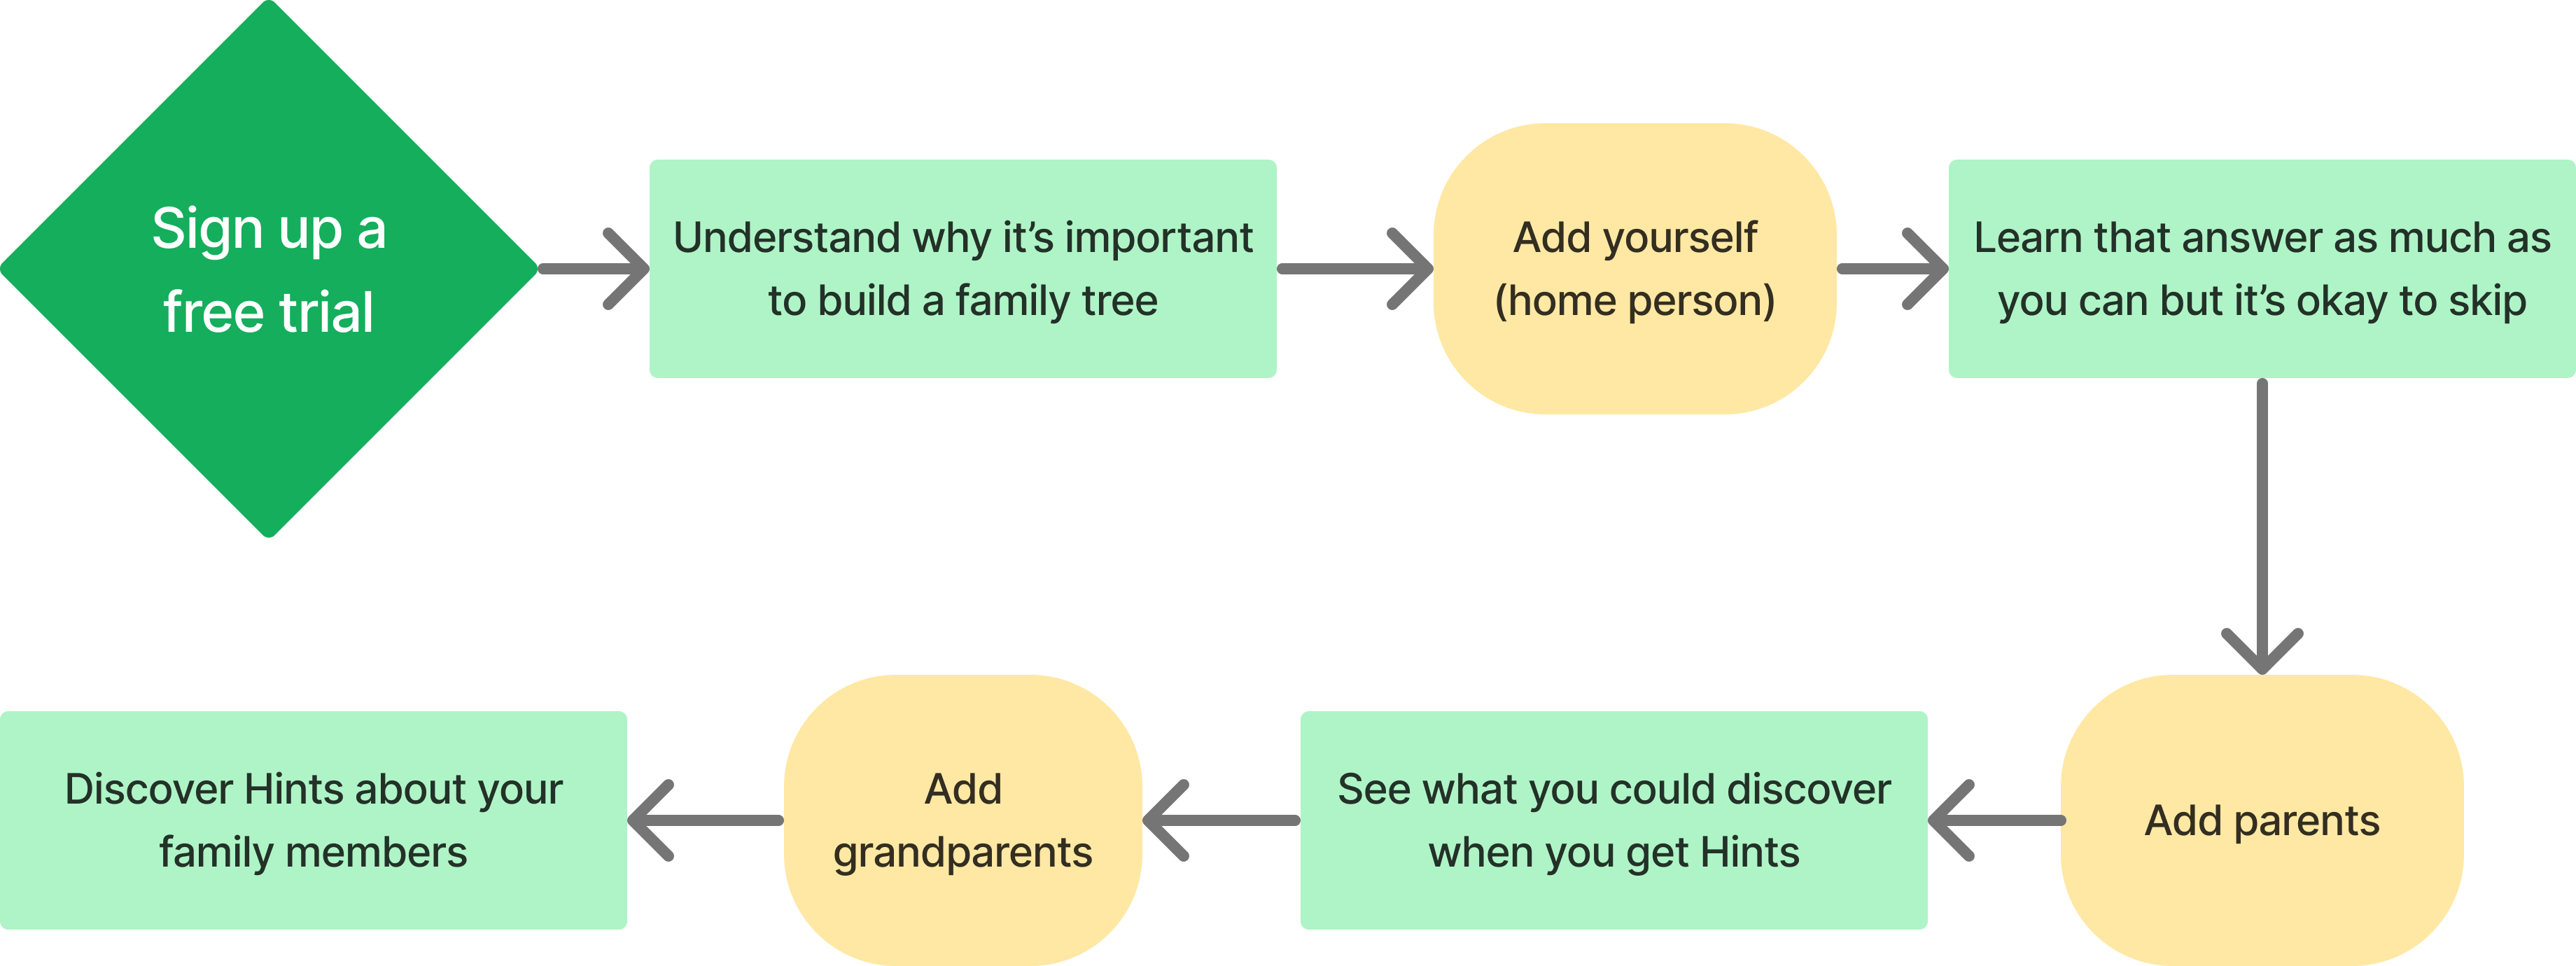 Sign up a
free trial
Understand why it’s important
to build a family tree
Add yourself
(home person)
Learn that answer as much as
you can but it’s okay to skip
Add parents
See what you could discover
when you get Hints
Add
grandparents
Discover Hints about your
family members